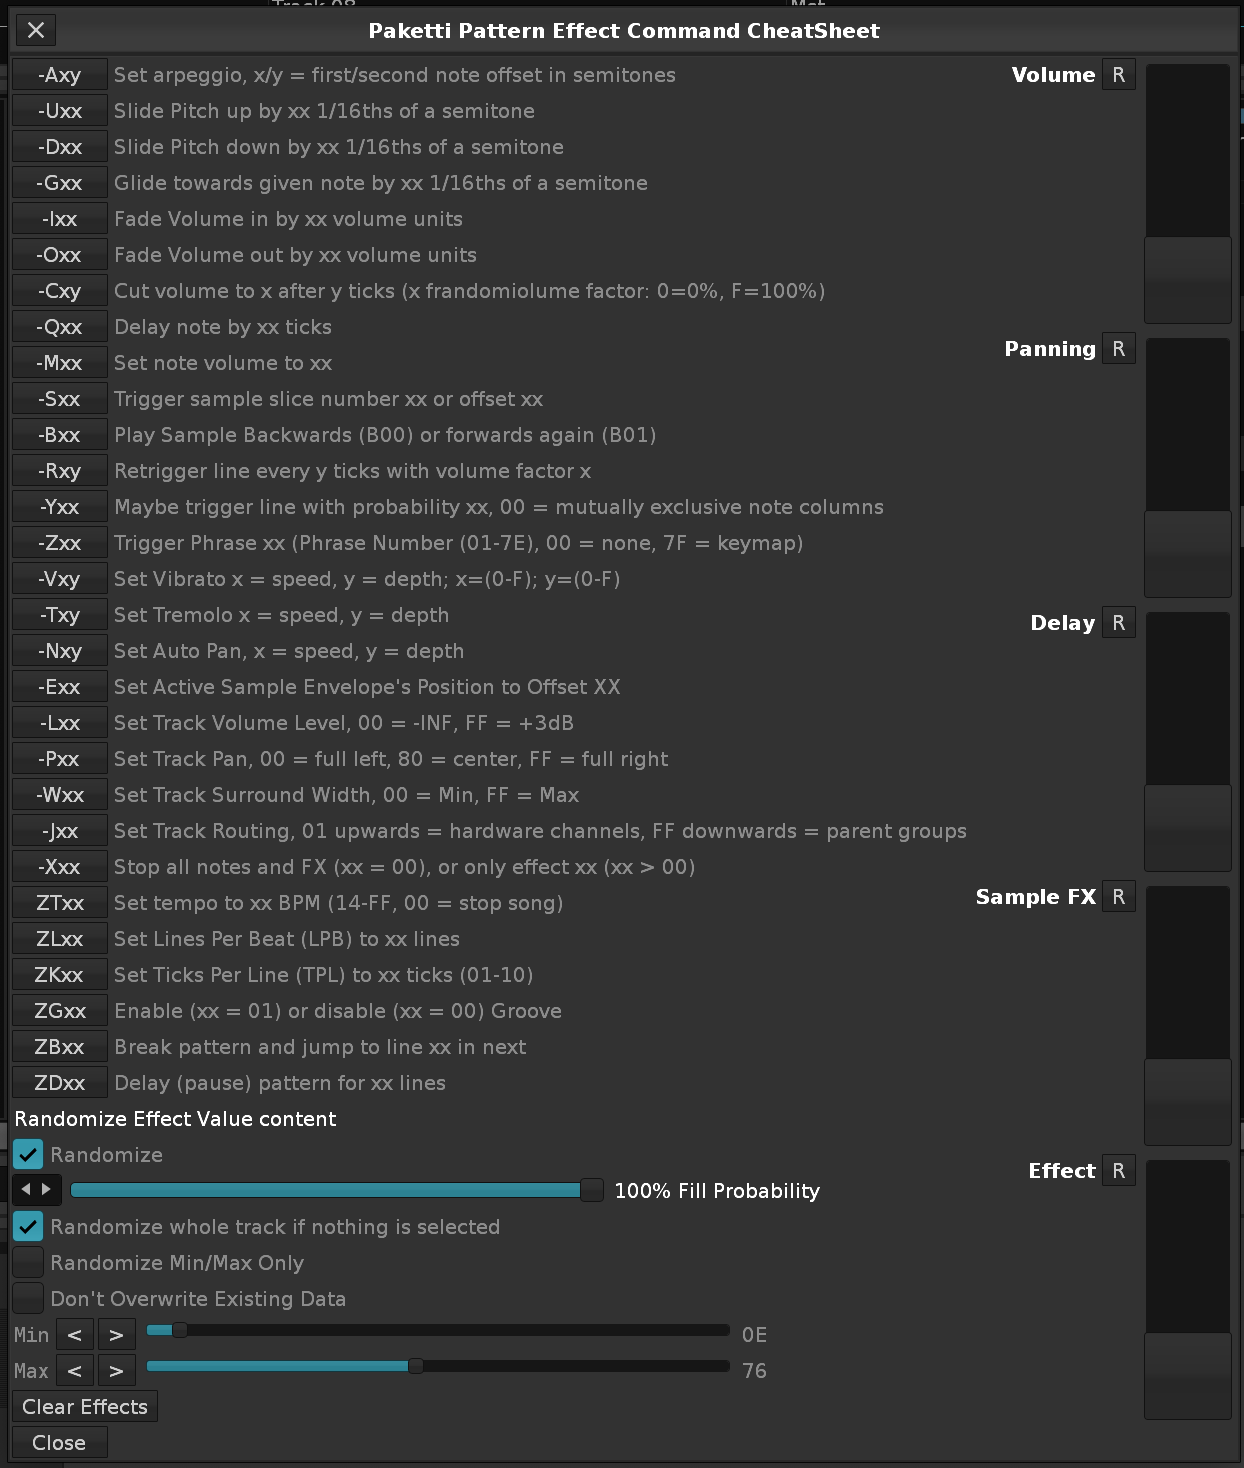 Track 08 Mst
Paketti Pattern Effect Command CheatSheet
-Axy Set arpeggio, x/y = first/second note offset in semitones
Volume R
-Uxx Slide Pitch up by xx 1/16ths of a semitone
-Dxx Slide Pitch down by xx 1/16ths of a semitone
-Gxx Glide towards given note by xx 1/16ths of a semitone
-Ixx Fade Volume in by xx volume units
-Oxx Fade Volume out by xx volume units
-Cxy Cut volume to x after y ticks (x frandomiolume factor: 0=0%, F=100%)
-Qxx Delay note by xx ticks
Panning R
-Mxx Set note volume to xx
-Sxx Trigger sample slice number xx or offset xx
-Bxx Play Sample Backwards (B00) or forwards again (B01)
-Rxy Retrigger line every y ticks with volume factor x
-Yxx Maybe trigger line with probability xx, 00 = mutually exclusive note columns
-Zxx Trigger Phrase xx (Phrase Number (01-7E), 00 = none, 7F = keymap)
-Vxy Set Vibrato x = speed, y = depth; x=(0-F); y=(0-F)
-Txy Set Tremolo x = speed, y = depth
Delay R
-Nxy Set Auto Pan, x = speed, y = depth
-Exx Set Active Sample Envelope's Position to Offset XX
-Lxx Set Track Volume Level, 00 = -INF, FF = +3dB
-Pxx Set Track Pan, 00 = full left, 80 = center, FF = full right
-Wxx Set Track Surround Width, 00 = Min, FF = Max
-Jxx Set Track Routing, 01 upwards = hardware channels, FF downwards = parent groups
-Xxx Stop all notes and FX (xx = 00), or only effect xx (xx > 00)
Sample FX R
ZTxx Set tempo to xx BPM (14-FF, 00 = stop song)
ZLxx Set Lines Per Beat (LPB) to xx lines
ZKxx Set Ticks Per Line (TPL) to xx ticks (01-10)
ZGxx Enable (xx = 01) or disable (xx = 00) Groove
ZBxx Break pattern and jump to line xx in next
ZDxx Delay (pause) pattern for xx lines
Randomize Effect Value content
Randomize
Effect R
100% Fill Probability
Randomize whole track if nothing is selected
Randomize Min/Max Only
Don't Overwrite Existing Data
Min < > 0E
Max < > 76
Clear Effects
Close